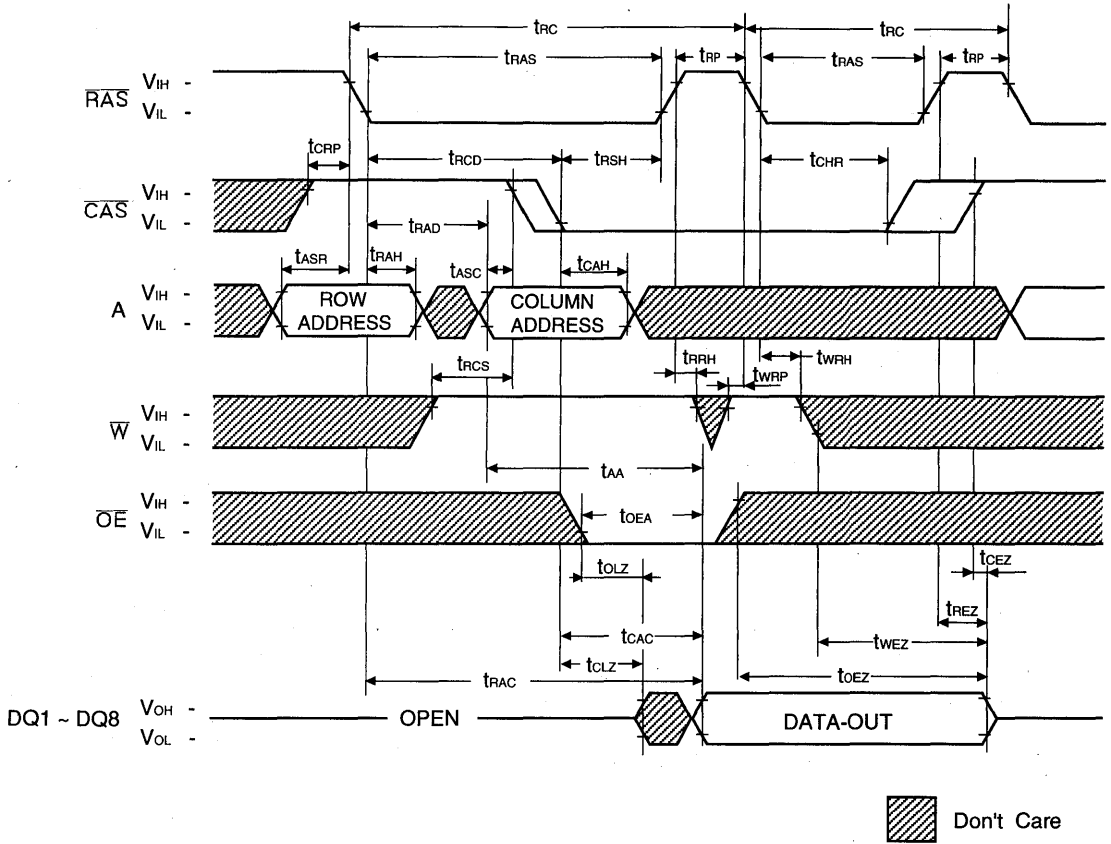 tRC tRC
tRAS tRP tRAS tRP
RAS VIH -
VIL -
tCRP tRCD tRSH tCHR
CAS VIH -
VIL -
tRAD
tASR tRAH tASC tCAH
A VIH -
VIL -
ROW ADDRESS
COLUMN ADDRESS
tRCS tRRH tWRP tWRH
W VIH -
VIL -
tAA
OE VIH -
VIL -
tOEA
tOLZ tCEZ
tREZ
tCAC tWEZ
tCLZ
tRAC tOEZ
DQ1 ~ DQ8 VOH -
VOL -
OPEN DATA-OUT
Don't Care